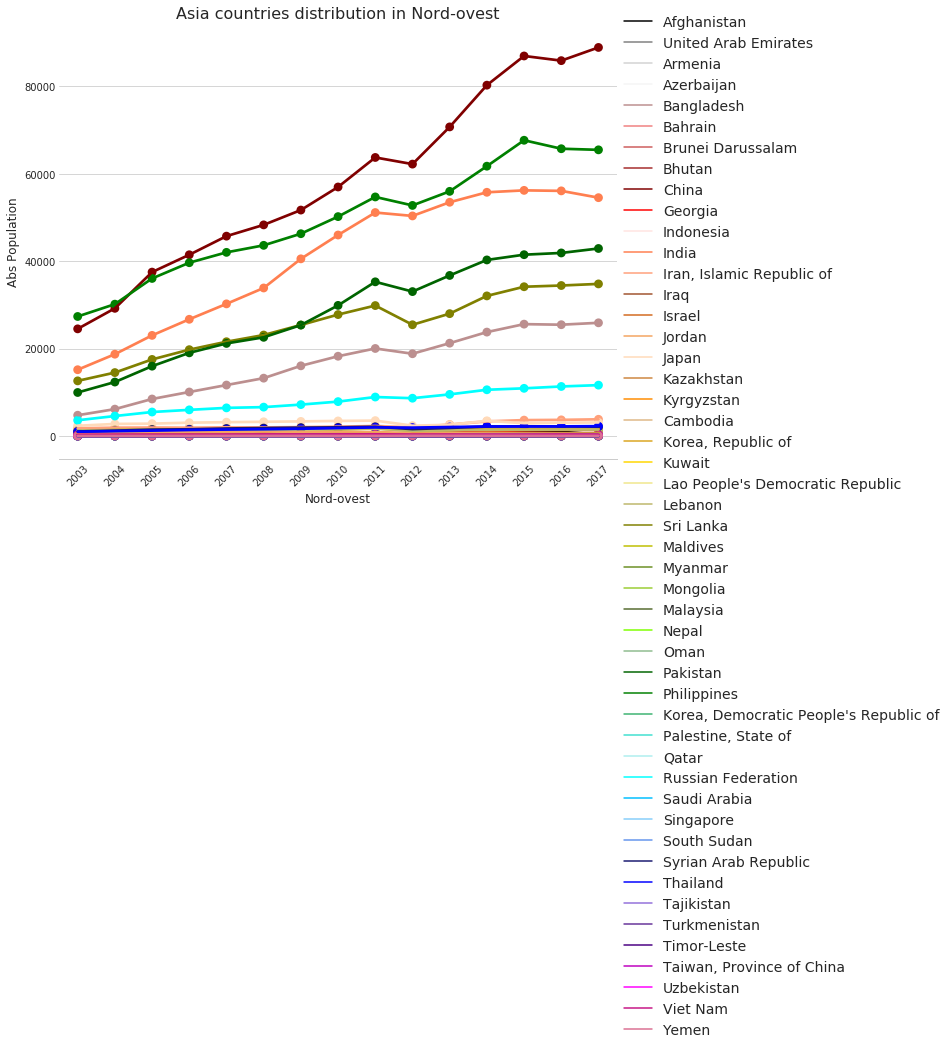 Asia countries distribution in Nord-ovest
Abs Population
80000
60000
40000
20000
0
2003
2004
2005
2006
2007
2008
2009
2010
2011
2012
2013
2014
2015
2016
2017
Nord-ovest
Afghanistan
United Arab Emirates
Armenia
Azerbaijan
Bangladesh
Bahrain
Brunei Darussalam
Bhutan
China
Georgia
Indonesia
India
Iran, Islamic Republic of
Iraq
Israel
Jordan
Japan
Kazakhstan
Kyrgyzstan
Cambodia
Korea, Republic of
Kuwait
Lao People's Democratic Republic
Lebanon
Sri Lanka
Maldives
Myanmar
Mongolia
Malaysia
Nepal
Oman
Pakistan
Philippines
Korea, Democratic People's Republic of
Palestine, State of
Qatar
Russian Federation
Saudi Arabia
Singapore
South Sudan
Syrian Arab Republic
Thailand
Tajikistan
Turkmenistan
Timor-Leste
Taiwan, Province of China
Uzbekistan
Viet Nam
Yemen